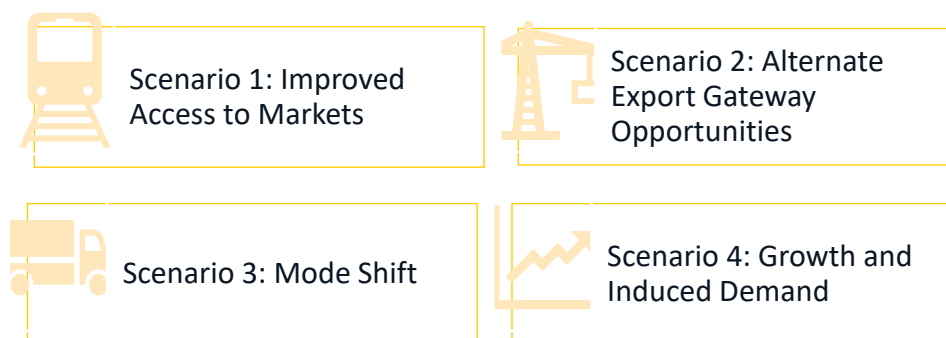 Scenario 1: Improved
Access to Markets
Scenario 2: Alternate
Export Gateway
Opportunities
Scenario 3: Mode Shift
Scenario 4: Growth and
Induced Demand